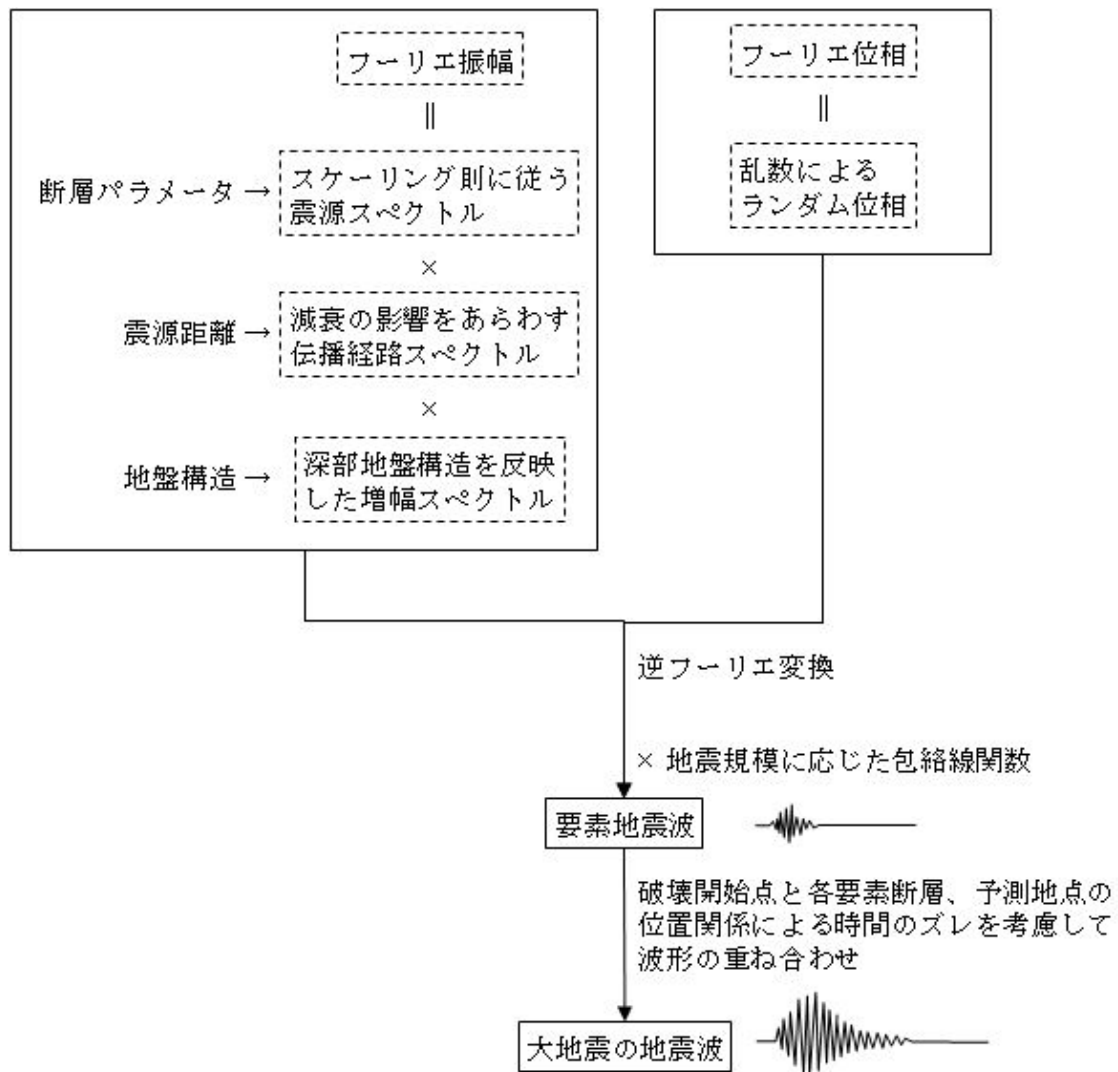 フーリエ振幅
||
断層パラメータ → スケーリング則に従う
震源スペクトル
×
震源距離 → 減衰の影響をあらわす
伝播経路スペクトル
×
地盤構造 → 深部地盤構造を反映
した増幅スペクトル
フーリエ位相
||
乱数による
ランダム位相
逆フーリエ変換
× 地震規模に応じた包絡線関数
要素地震波
破壊開始点と各要素断層、予測地点の
位置関係による時間のズレを考慮して
波形の重ね合わせ
大地震の地震波